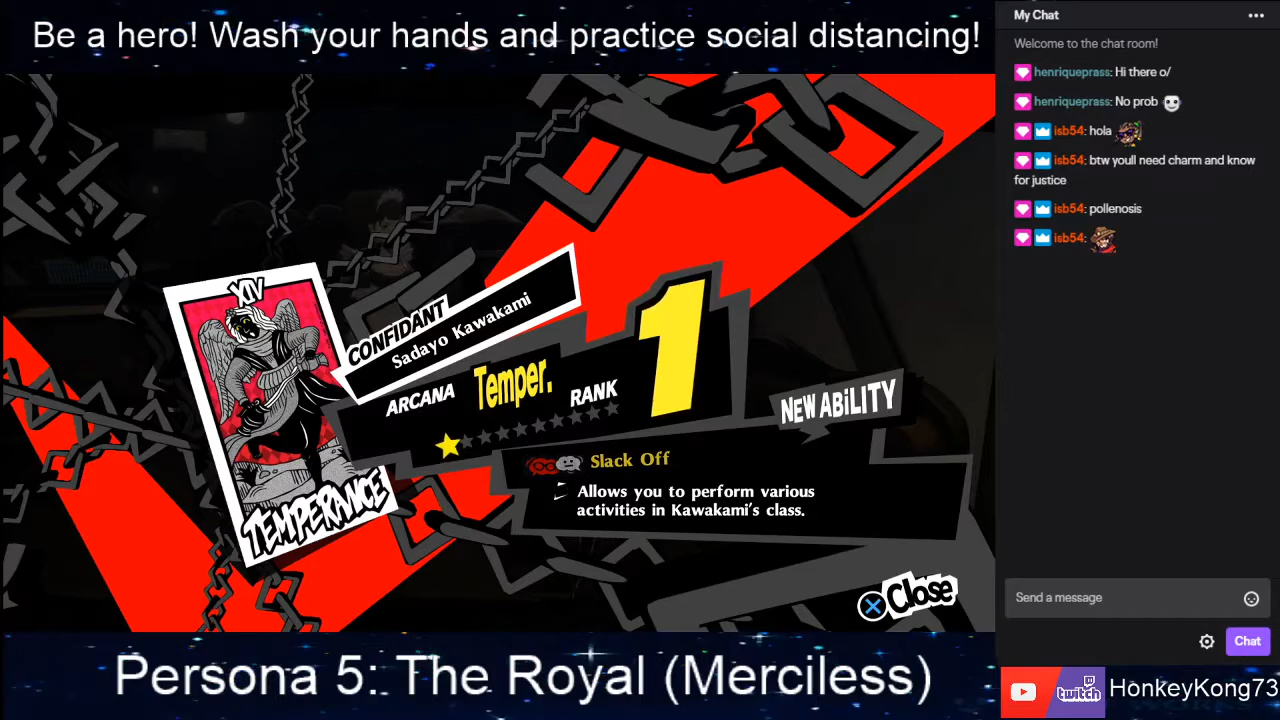 Be a hero! Wash your hands and practice social distancing!
My Chat
Welcome to the chat room!
henriqueprass: Hi there o/
henriqueprass: No prob
isb54: hola
isb54: btw youll need charm and know
for justice
isb54: pollenosis
isb54:
XIV
TEMPERANCE
CONFIDANT
Sadayo Kawakami
ARCANA Temper. RANK 1
NEW ABILITY
Slack Off
Allows you to perform various
activities in Kawakami's class.
Close
Send a message
Chat
Persona 5: The Royal (Merciless)
twitch
HonkeyKong73